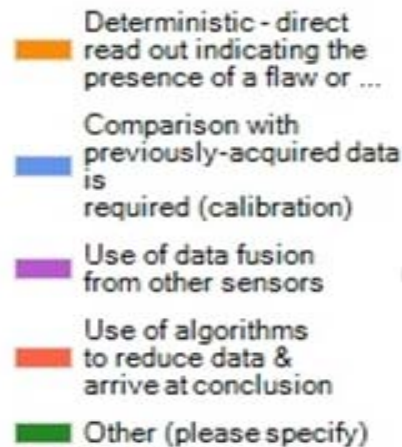 Deterministic - direct
read out indicating the
presence of a flaw or ...
Comparison with
previously-acquired data
is
required (calibration)
Use of data fusion
from other sensors
Use of algorithms
to reduce data &
arrive at conclusion
Other (please specify)